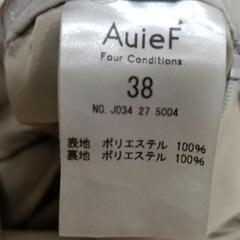 AuieF
Four Conditions
38
NO. J034 27 5004
表地 ポリエステル 100%
裏地 ポリエステル 100%